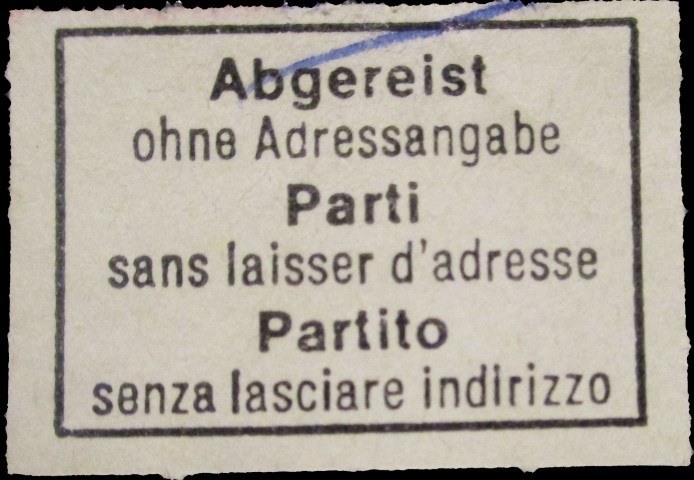 Abgereist
ohne Adressangabe
Parti
sans laisser d'adresse
Partito
senza lasciare indirizzo